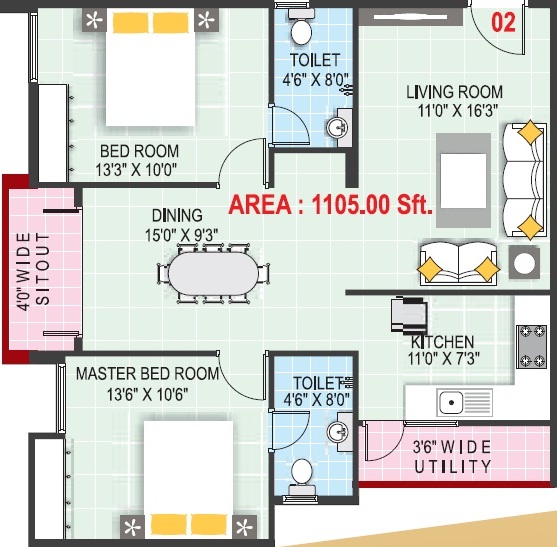 02
TOILET
4'6" X 8'0"
LIVING ROOM
11'0" X 16'3"
BED ROOM
13'3" X 10'0"
AREA : 1105.00 Sft.
DINING
15'0" X 9'3"
4'0" WIDE
SITOUT
KITCHEN
11'0" X 7'3"
MASTER BED ROOM
13'6" X 10'6"
TOILET
4'6" X 8'0"
3'6" WIDE
UTILITY